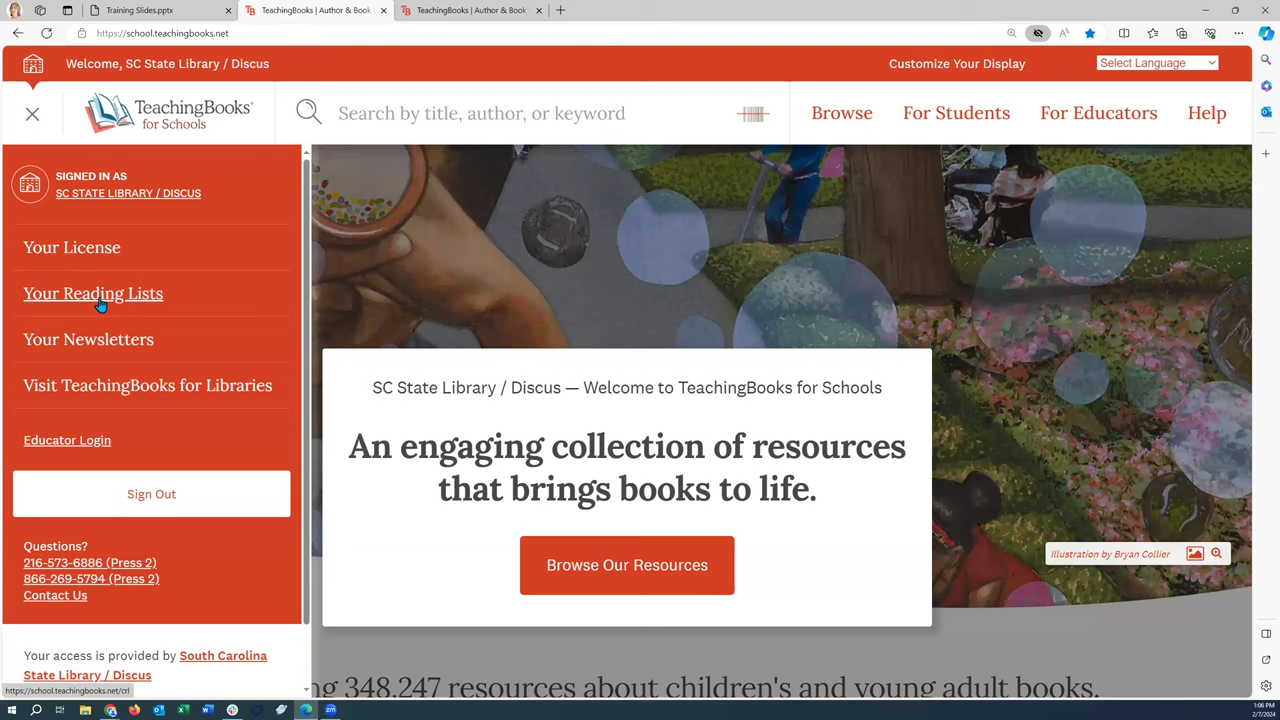 Training Slides.pptx
TeachingBooks | Author & Book
TeachingBooks | Author & Book
https://school.teachingbooks.net
Welcome, SC State Library / Discus
Customize Your Display
Select Language
TeachingBooks
for Schools
Search by title, author, or keyword
Browse
For Students
For Educators
Help
SIGNED IN AS
SC STATE LIBRARY / DISCUS
Your License
Your Reading Lists
Your Newsletters
Visit TeachingBooks for Libraries
Educator Login
Sign Out
Questions?
216-573-6886 (Press 2)
866-269-5794 (Press 2)
Contact Us
Your access is provided by South Carolina
State Library / Discus
https://school.teachingbooks.net/crl
SC State Library / Discus — Welcome to TeachingBooks for Schools
An engaging collection of resources
that brings books to life.
Browse Our Resources
Illustration by Bryan Collier
ng 348,247 resources about children's and young adult books.
1:06 PM
2/7/2024